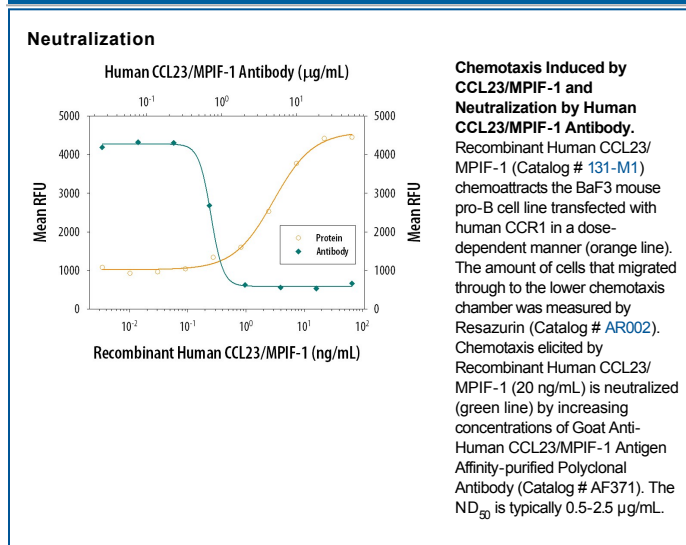 Neutralization
Human CCL23/MPIF-1 Antibody (μg/mL)
10⁻¹ 10⁰ 10¹
5000 5000
4000 4000
3000 3000
2000 2000
1000 1000
0 0
Mean RFU
Mean RFU
Protein
Antibody
10⁻² 10⁻¹ 10⁰ 10¹ 10²
Recombinant Human CCL23/MPIF-1 (ng/mL)
Chemotaxis Induced by
CCL23/MPIF-1 and
Neutralization by Human
CCL23/MPIF-1 Antibody.
Recombinant Human CCL23/
MPIF-1 (Catalog # 131-M1)
chemoattracts the BaF3 mouse
pro-B cell line transfected with
human CCR1 in a dose-
dependent manner (orange line).
The amount of cells that migrated
through to the lower chemotaxis
chamber was measured by
Resazurin (Catalog # AR002).
Chemotaxis elicited by
Recombinant Human CCL23/
MPIF-1 (20 ng/mL) is neutralized
(green line) by increasing
concentrations of Goat Anti-
Human CCL23/MPIF-1 Antigen
Affinity-purified Polyclonal
Antibody (Catalog # AF371). The
ND₅₀ is typically 0.5-2.5 µg/mL.